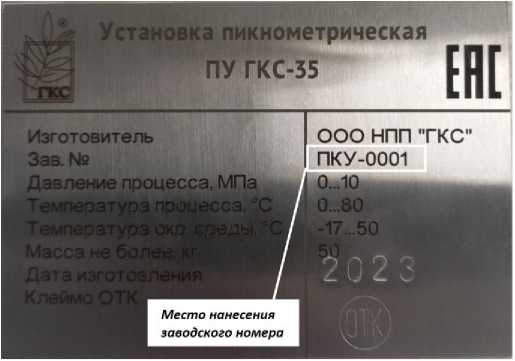 Установка пикнометрическая
ПУ ГКС-35
ГКС
ЕАС
Изготовитель ООО НПП "ГКС"
Зав. № ПКУ-0001
Давление процесса, МПа 0...10
Температура процесса, °С 0...80
Температура окр. среды, °С -17...50
Масса не более, кг 50
Дата изготовления 2023
Клеймо ОТК ОТК
Место нанесения
заводского номера